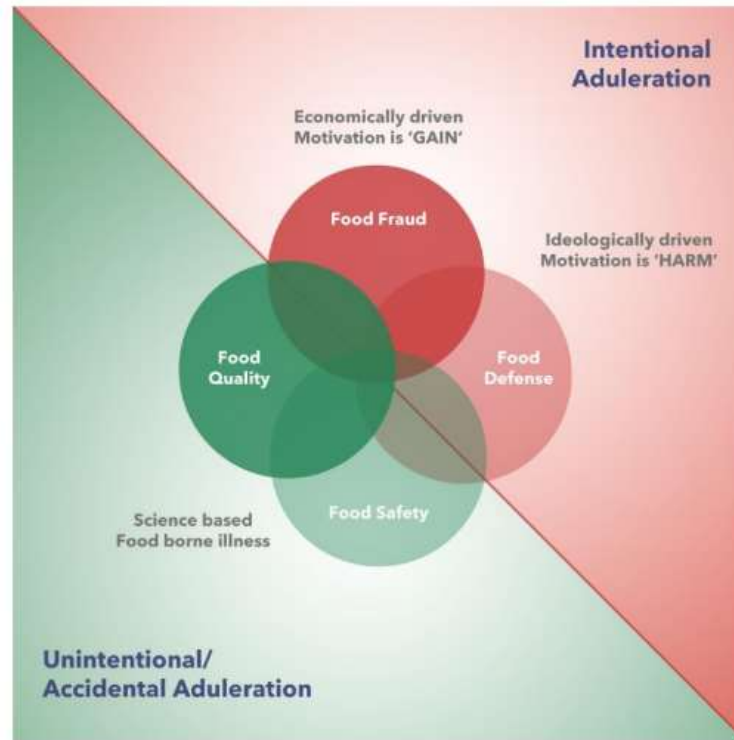 Intentional
Aduleration
Economically driven
Motivation is ‘GAIN’
Food Fraud
Ideologically driven
Motivation is ‘HARM’
Food
Quality
Food
Defense
Food Safety
Science based
Food borne illness
Unintentional/
Accidental Aduleration